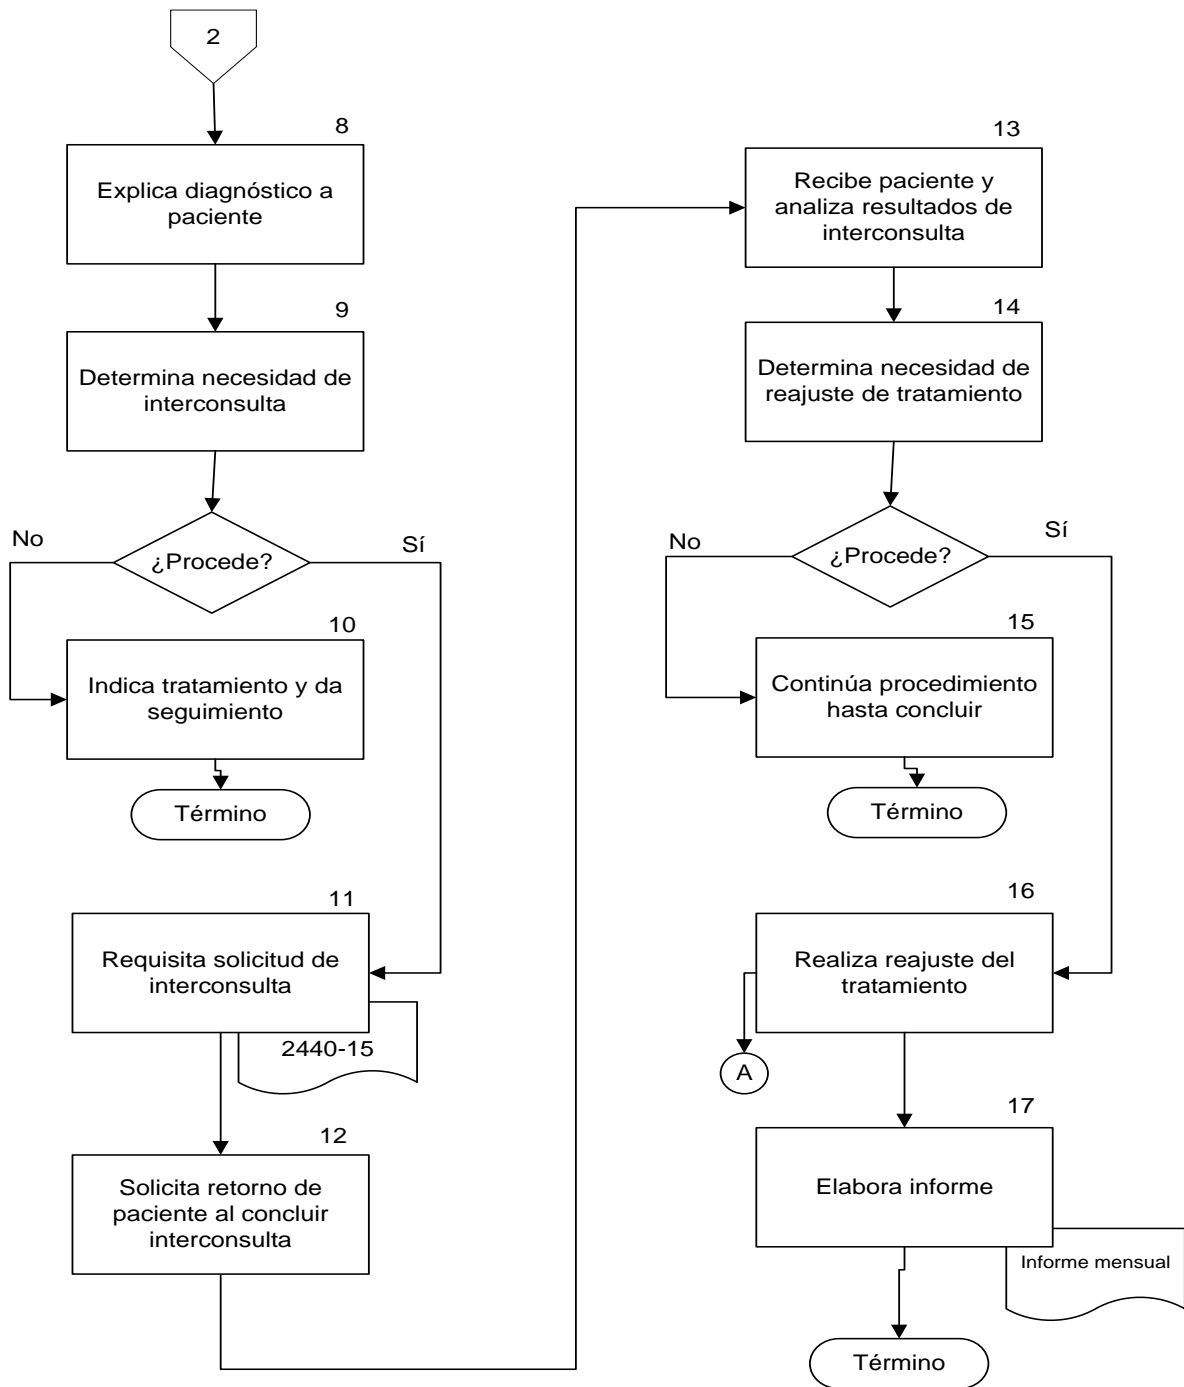 2
8
Explica diagnóstico a
paciente
9
Determina necesidad de
interconsulta
No
¿Procede?
Sí
10
Indica tratamiento y da
seguimiento
Término
11
Requisita solicitud de
interconsulta
2440-15
12
Solicita retorno de
paciente al concluir
interconsulta
13
Recibe paciente y
analiza resultados de
interconsulta
14
Determina necesidad de
reajuste de tratamiento
No
¿Procede?
Sí
15
Continúa procedimiento
hasta concluir
Término
16
Realiza reajuste del
tratamiento
A
17
Elabora informe
Informe mensual
Término